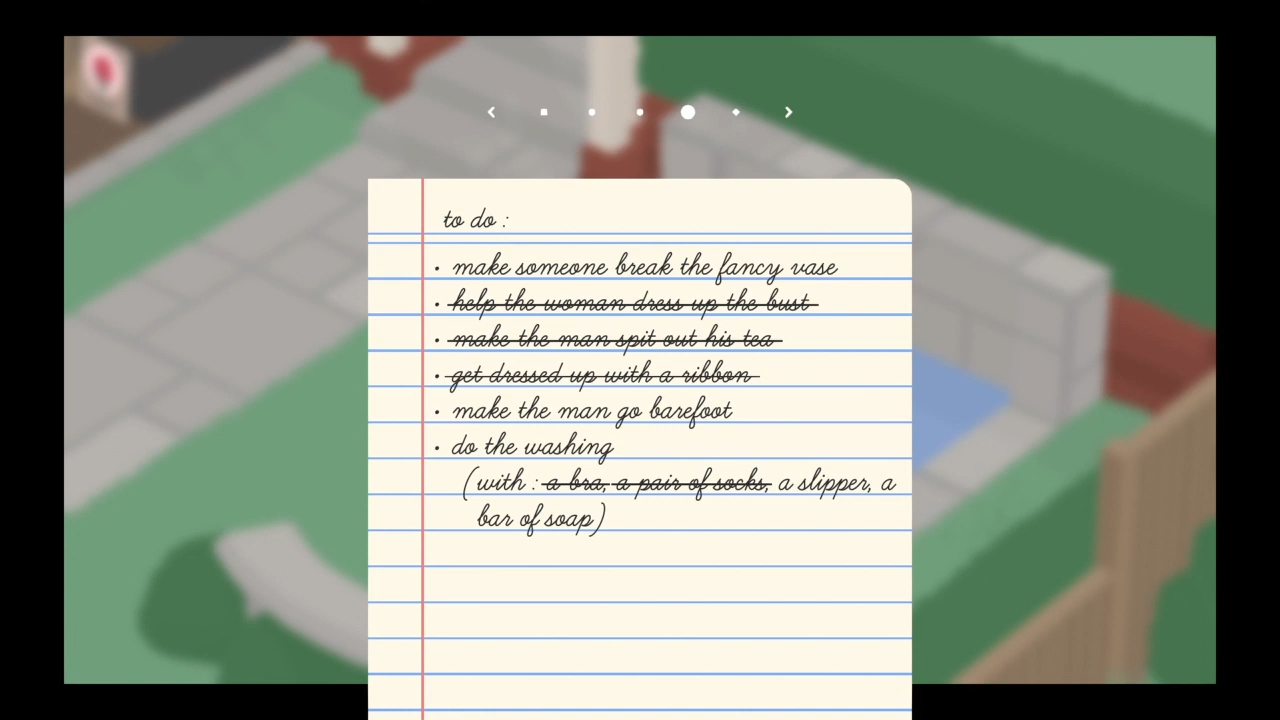 to do :
• make someone break the fancy vase
• help the woman dress up the bust
• make the man spit out his tea
• get dressed up with a ribbon
• make the man go barefoot
• do the washing
(with : a bra, a pair of socks, a slipper, a
bar of soap)